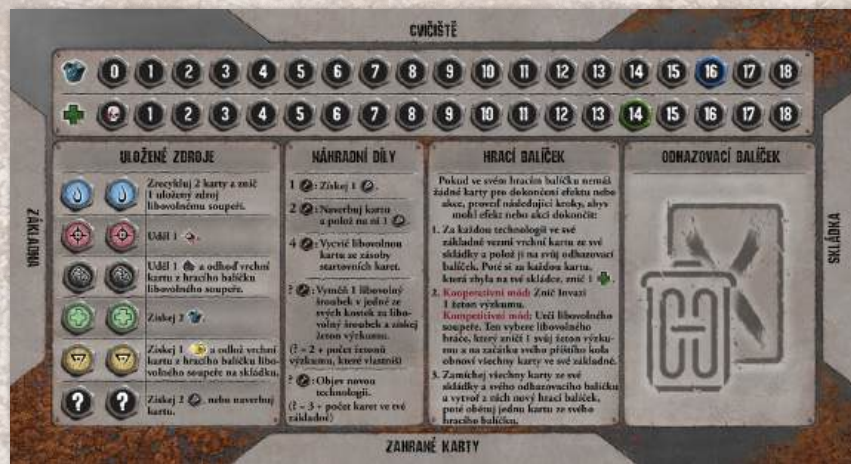 CVIČIŠTĚ
0 1 2 3 4 5 6 7 8 9 10 11 12 13 14 15 16 17 18
1 2 3 4 5 6 7 8 9 10 11 12 13 14 15 16 17 18
ZÁKLADNA
ULOŽENÉ ZDROJE
Zrecykluj 2 karty a znič
1 uložený zdroj
libovolnému soupeři.
Uděl 1
Uděl 1 a odhoď vrchní
kartu z hracího balíčku
libovolného soupeře.
Získej 2
Získej 1 a odlož vrchní
kartu z hracího balíčku libo-
volného soupeře na skládku.
? ?
Získej 2, nebo naverbuj
kartu.
NÁHRADNÍ DÍLY
1 : Získej 1
2 : Naverbuj kartu
a polož na ni 1
4 : Vycvič libovolnou
kartu ze zásoby
startovních karet.
? : Vyměň 1 libovolný
šroubek v jedné ze
svých kostek za libo-
volný šroubek a získej
žeton výzkumu.
(? = 2 + počet žetonů
výzkumu, které vlastníš)
? : Objev novou
technologii.
(? = 3 + počet karet ve tvé
základně)
HRACÍ BALÍČEK
Pokud ve svém hracím balíčku nemáš
žádné karty pro dokončení efektu nebo
akce, proveď následující kroky, abys
mohl efekt nebo akci dokončit:
1. Za každou technologii ve své
základně vezmi vrchní kartu ze své
skládky a polož ji na svůj odhazovací
balíček. Poté si za každou kartu,
která zbyla na své skládce, znič 1
2. Kooperativní mód: Znič Invazi
1 žeton výzkumu.
Kompetitivní mód: Urči libovolného
soupeře. Ten vybere libovolného
hráče, který zničí 1 svůj žeton výzku-
mu a na začátku svého příštího kola
obnoví všechny karty ve své základně.
3. Zamíchej všechny karty ze své
skládky a svého odhazovacího balíčku
a vytvoř z nich nový hrací balíček,
poté obětuj jednu kartu ze svého
hracího balíčku.
ODHAZOVACÍ BALÍČEK
SKLÁDKA
ZAHRANÉ KARTY